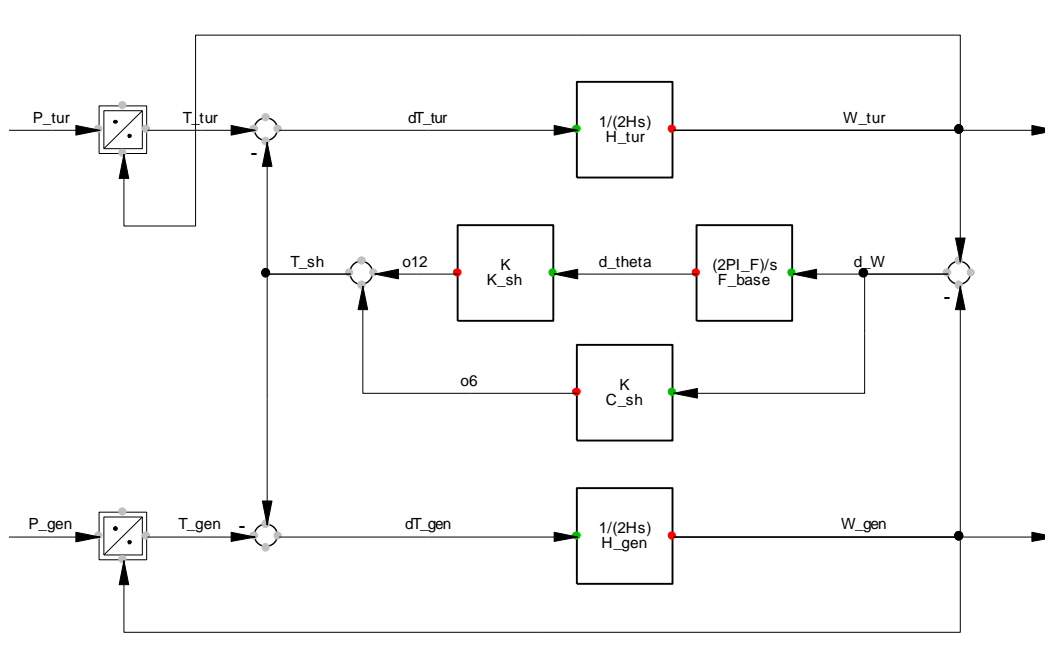 P_tur
T_tur
-
dT_tur
1/(2Hs)
H_tur
W_tur
T_sh
o12
K
K_sh
d_theta
(2PI_F)/s
F_base
d_W
-
o6
K
C_sh
P_gen
T_gen
-
dT_gen
1/(2Hs)
H_gen
W_gen